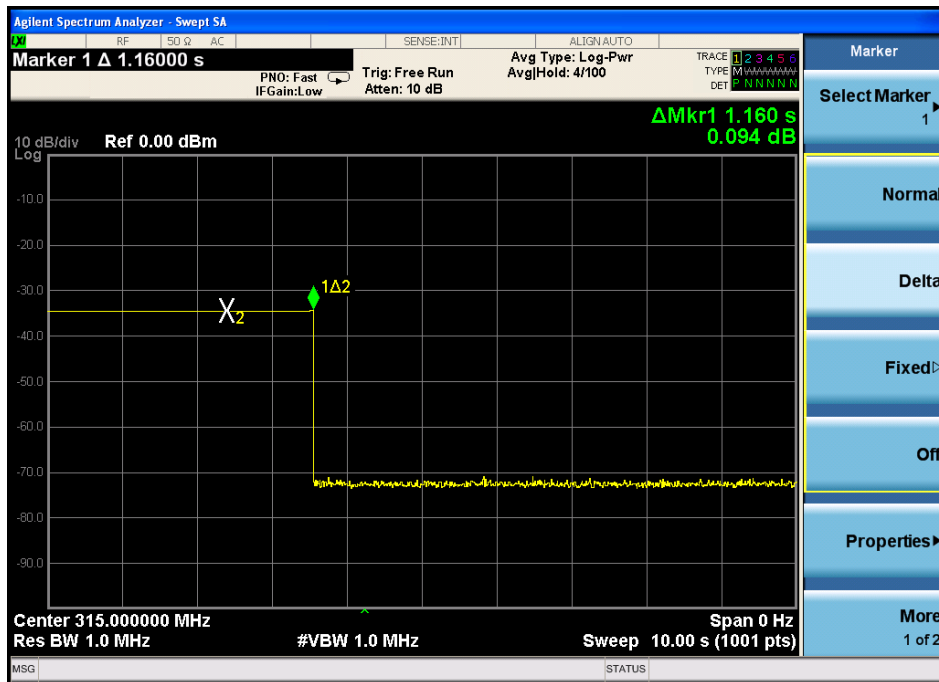 Agilent Spectrum Analyzer - Swept SA
LXI RF 50 Ω AC SENSE:INT ALIGN AUTO
Marker 1 Δ 1.16000 s
PNO: Fast
IFGain:Low
Trig: Free Run
Atten: 10 dB
Avg Type: Log-Pwr
Avg|Hold: 4/100
TRACE 1 2 3 4 5 6
TYPE M WWWWW
DET P N N N N N
ΔMkr1 1.160 s
0.094 dB
10 dB/div
Log
Ref 0.00 dBm
-10.0
-20.0
-30.0
-40.0
-50.0
-60.0
-70.0
-80.0
-90.0
1Δ2
X2
Center 315.000000 MHz
Res BW 1.0 MHz
#VBW 1.0 MHz
Span 0 Hz
Sweep 10.00 s (1001 pts)
MSG
STATUS
Marker
Select Marker
1
Normal
Delta
Fixed
Off
Properties
More
1 of 2